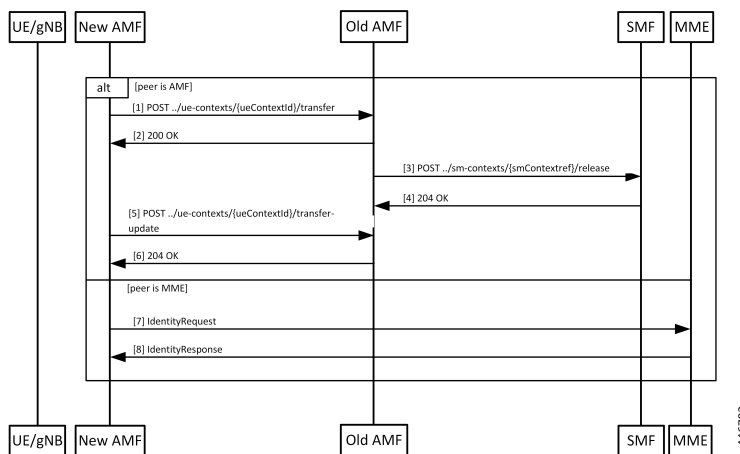 UE/gNB New AMF Old AMF SMF MME
alt [peer is AMF]
[1] POST ../ue-contexts/{ueContextId}/transfer
[2] 200 OK
[3] POST ../sm-contexts/{smContextref}/release
[4] 204 OK
[5] POST ../ue-contexts/{ueContextId}/transfer-
update
[6] 204 OK
[peer is MME]
[7] IdentityRequest
[8] IdentityResponse
UE/gNB New AMF Old AMF SMF MME